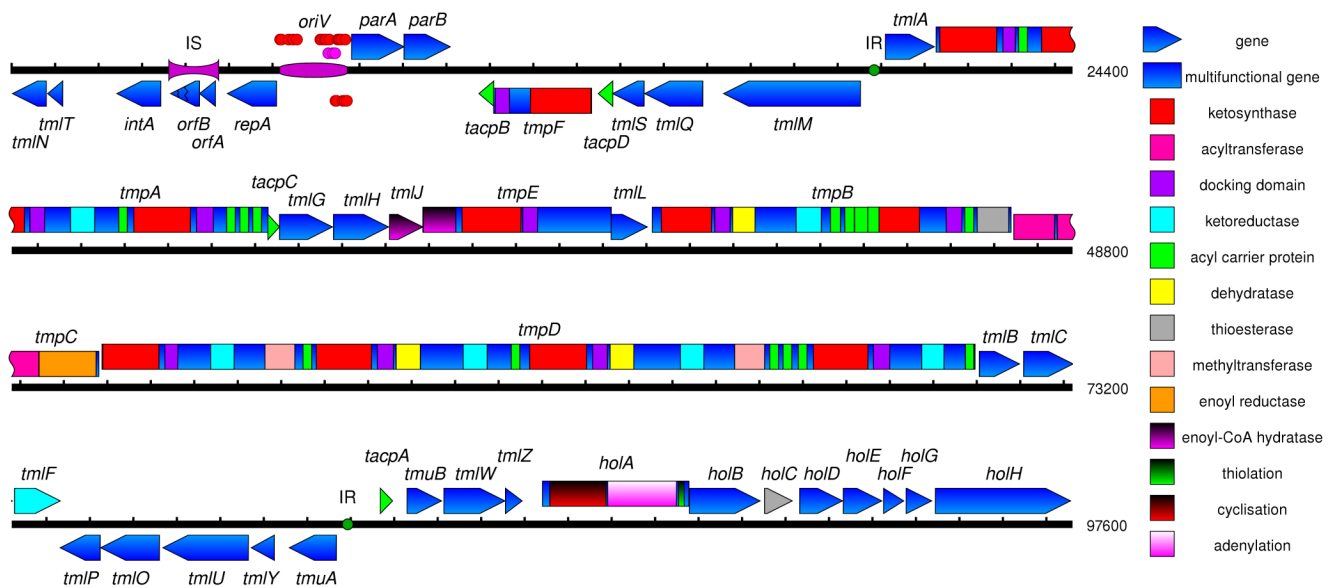 oriV parA parB
IS IR tmlA
24400
tmlN tmlT intA orfB orfA repA tacpB tmpF tacpD tmlS tmlQ tmlM
tmpA tacpC tmlG tmlH tmlJ tmpE tmlL tmpB
48800
tmpC tmpD tmlB tmlC
73200
tmlF IR tacpA tmuB tmlW tmlZ holA holB holC holD holE holF holG holH
97600
tmlP tmlO tmlU tmlY tmuA
gene
multifunctional gene
ketosynthase
acyltransferase
docking domain
ketoreductase
acyl carrier protein
dehydratase
thioesterase
methyltransferase
enoyl reductase
enoyl-CoA hydratase
thiolation
cyclisation
adenylation